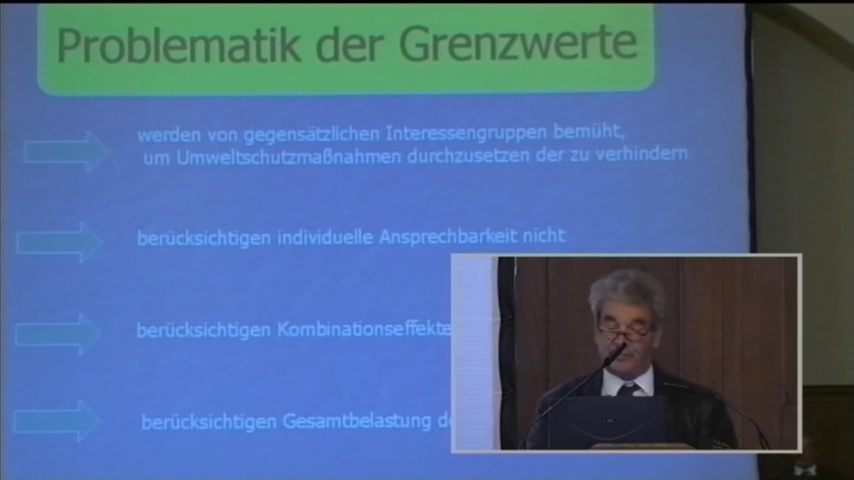 Problematik der Grenzwerte
werden von gegensätzlichen Interessengruppen bemüht,
um Umweltschutzmaßnahmen durchzusetzen der zu verhindern
berücksichtigen individuelle Ansprechbarkeit nicht
berücksichtigen Kombinationseffekte
berücksichtigen Gesamtbelastung